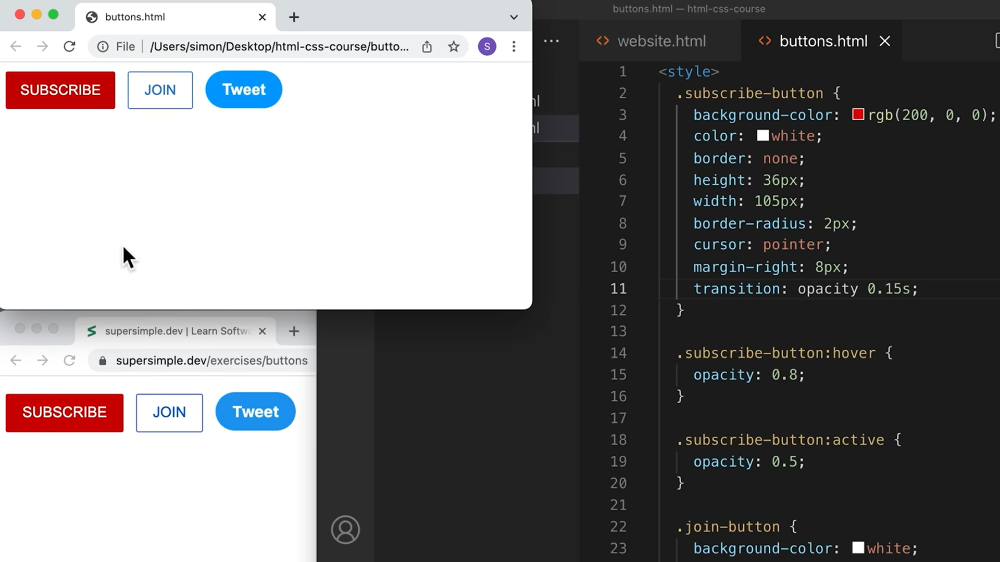 buttons.html
File | /Users/simon/Desktop/html-css-course/butto...
S
SUBSCRIBE
JOIN
Tweet
supersimple.dev | Learn Softw
supersimple.dev/exercises/buttons
SUBSCRIBE
JOIN
Tweet
buttons.html — html-css-course
website.html
buttons.html
1 <style>
2 .subscribe-button {
3 background-color: rgb(200, 0, 0);
4 color: white;
5 border: none;
6 height: 36px;
7 width: 105px;
8 border-radius: 2px;
9 cursor: pointer;
10 margin-right: 8px;
11 transition: opacity 0.15s;
12 }
13
14 .subscribe-button:hover {
15 opacity: 0.8;
16 }
17
18 .subscribe-button:active {
19 opacity: 0.5;
20 }
21
22 .join-button {
23 background-color: white;